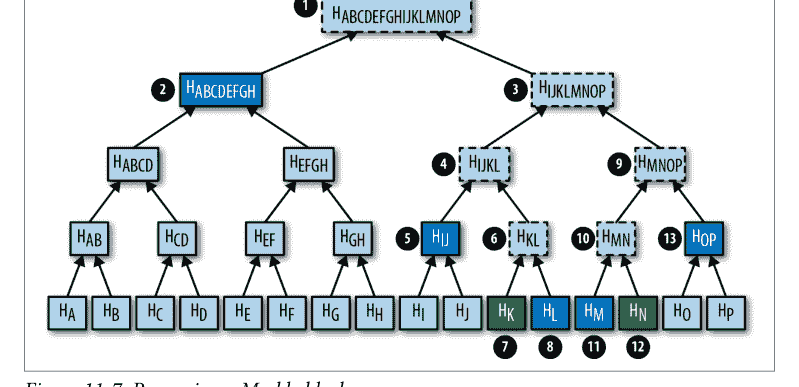 1 HABCDEFGHIJKLMNOP
2 HABCDEFGH 3 HIJKLMNOP
HABCD HEFGH 4 HIJKL 9 HMNOP
HAB HCD HEF HGH 5 HIJ 6 HKL 10 HMN 13 HOP
HA HB HC HD HE HF HG HH HI HJ HK HL HM HN HO HP
7 8 11 12